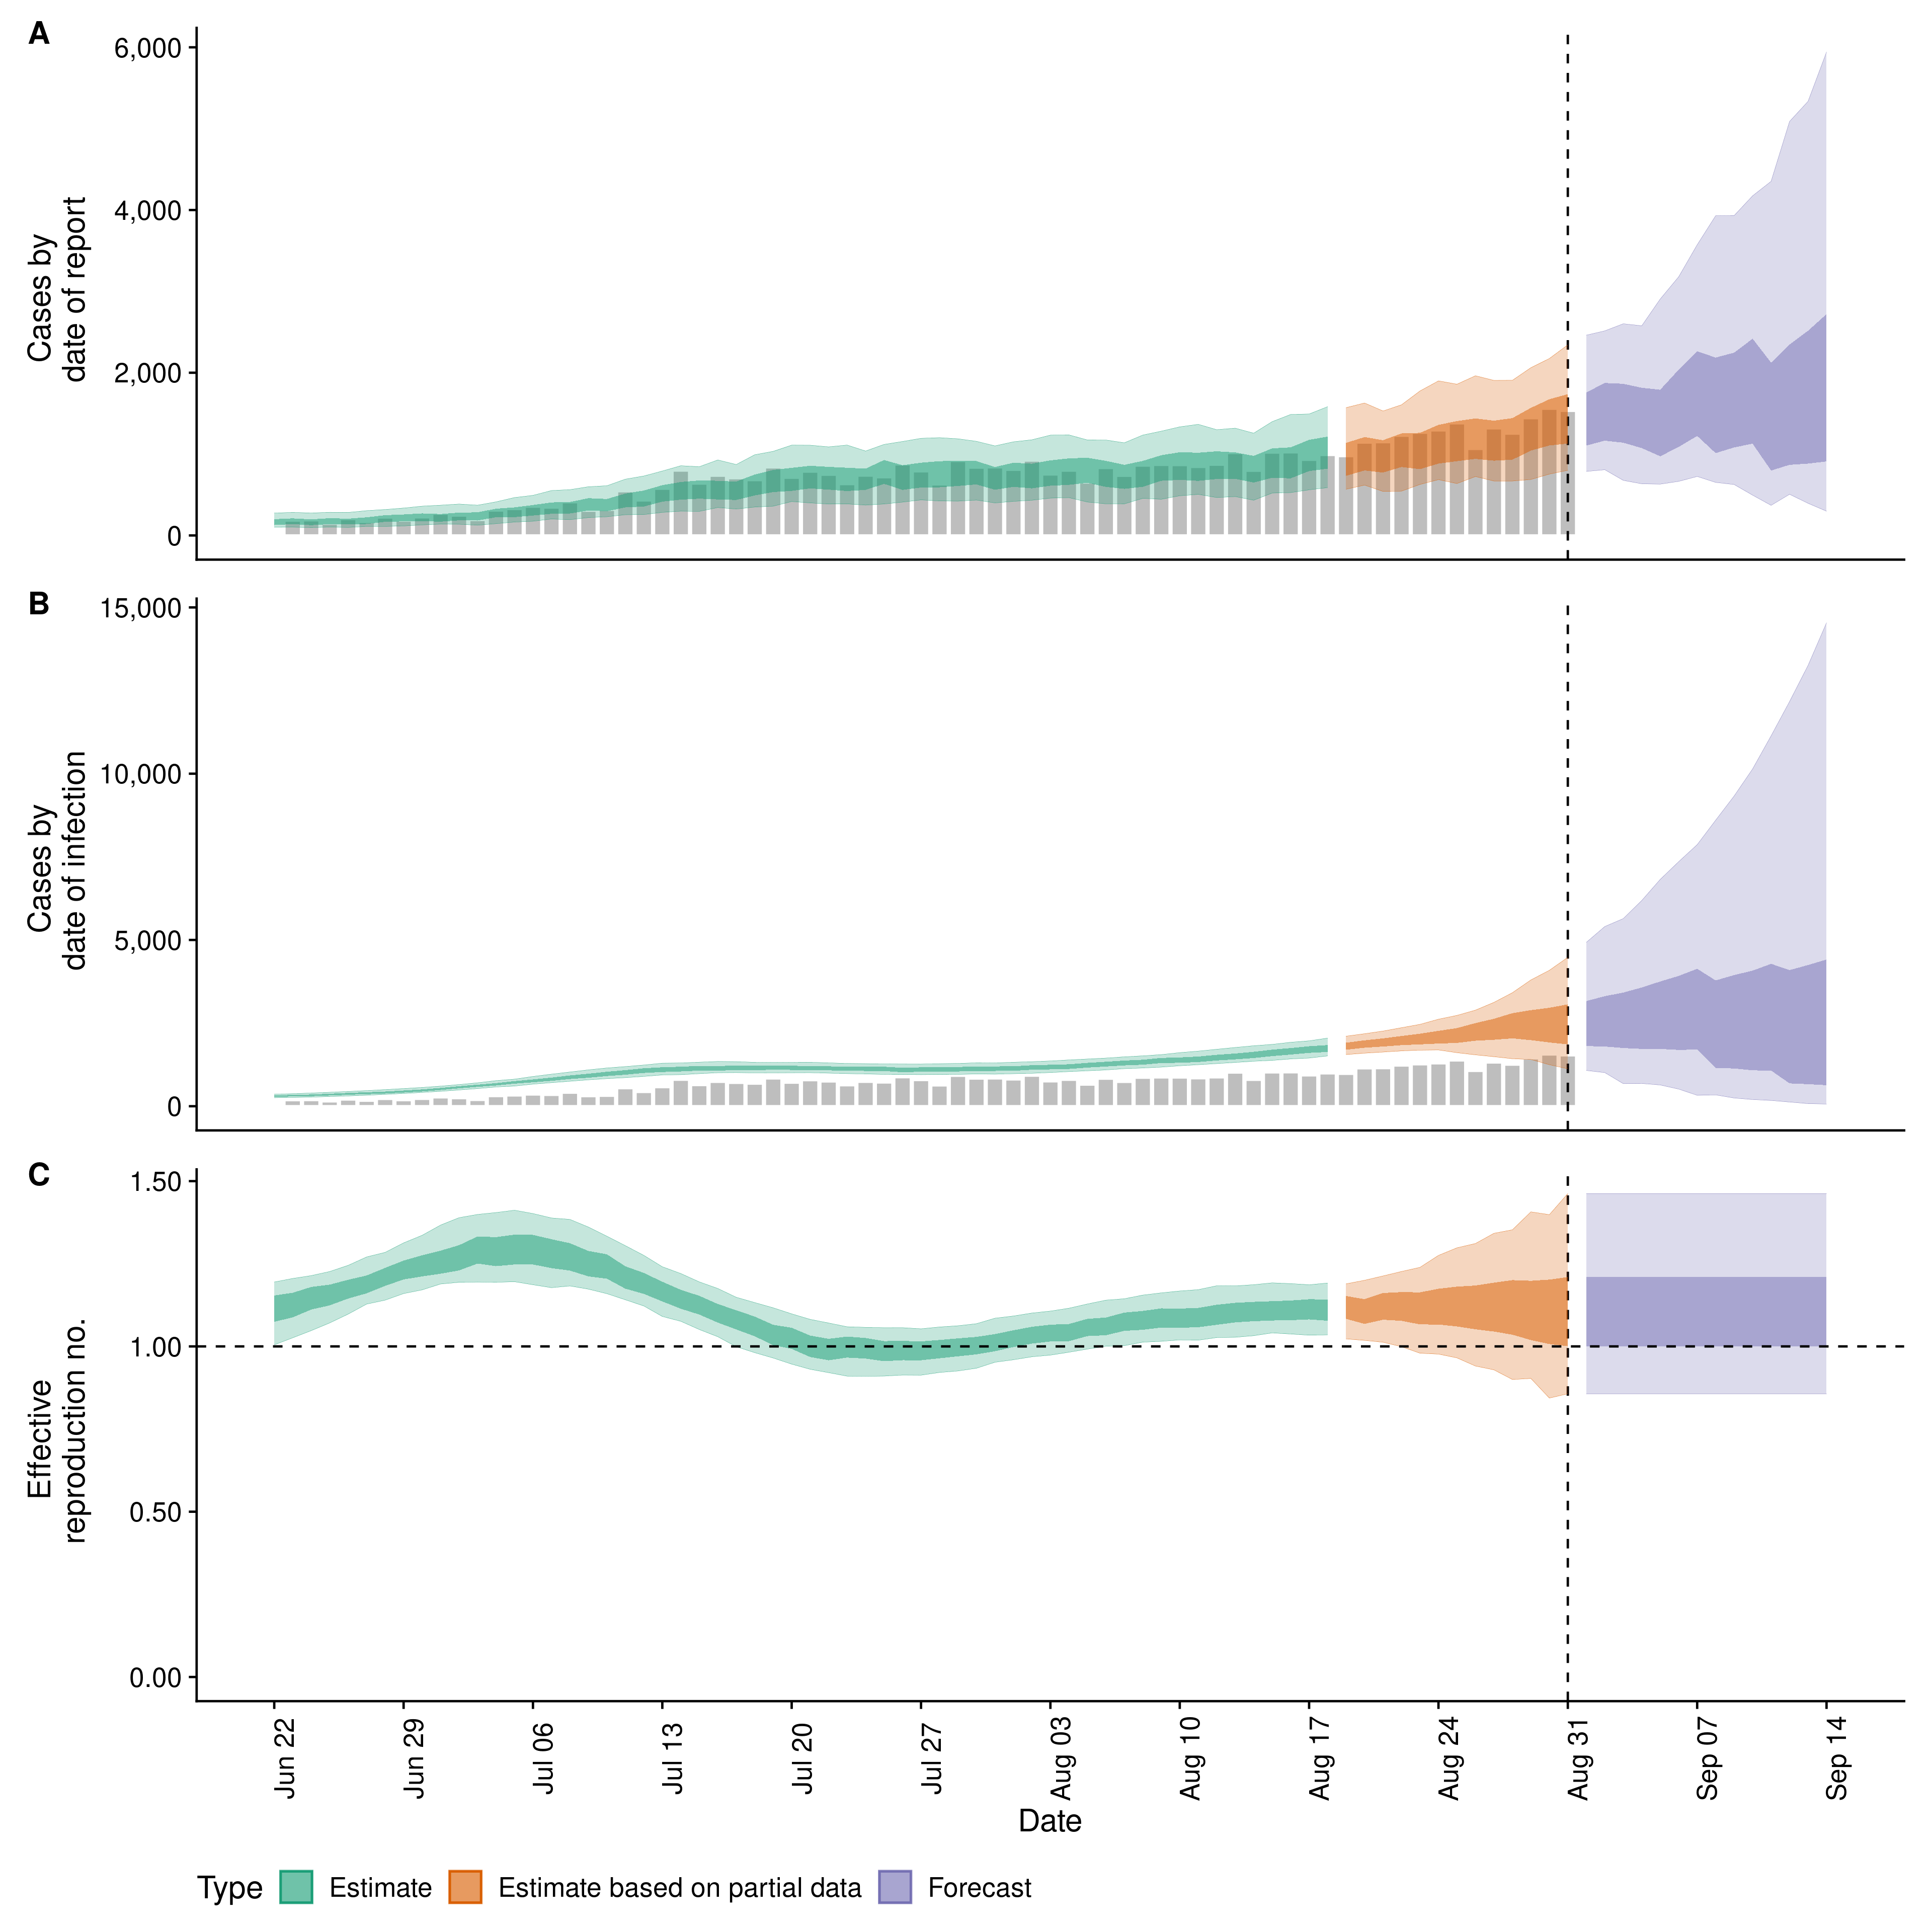 A
6,000
4,000
2,000
0
Cases by
date of report
B
15,000
10,000
5,000
0
Cases by
date of infection
C
1.50
1.00
0.50
0.00
Effective
reproduction no.
Jun 22
Jun 29
Jul 06
Jul 13
Jul 20
Jul 27
Aug 03
Aug 10
Aug 17
Aug 24
Aug 31
Sep 07
Sep 14
Date
Type
Estimate
Estimate based on partial data
Forecast